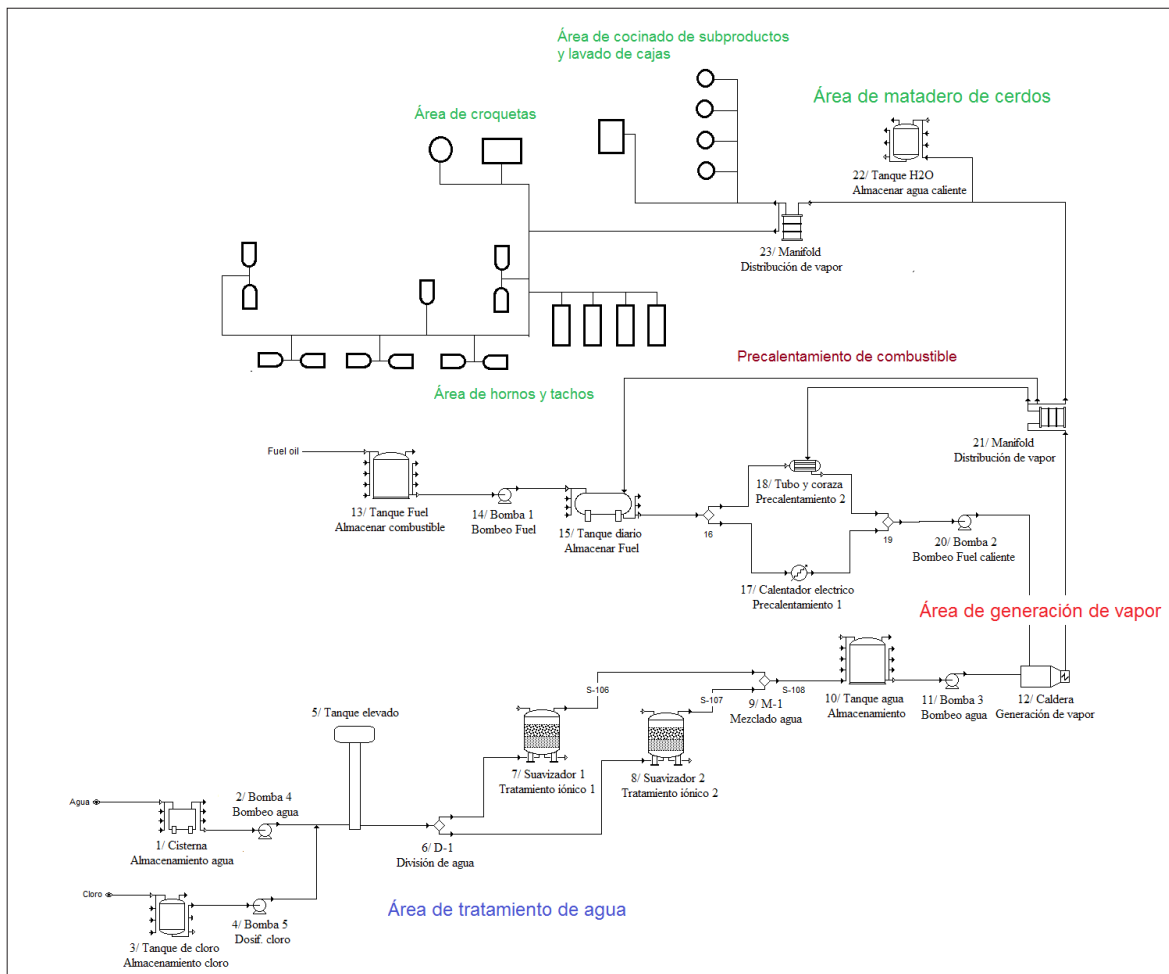 Área de cocinado de subproductos
y lavado de cajas
Área de matadero de cerdos
Área de croquetas
22/ Tanque H2O
Almacenar agua caliente
23/ Manifold
Distribución de vapor
Precalentamiento de combustible
Área de hornos y tachos
21/ Manifold
Distribución de vapor
Fuel oil
13/ Tanque Fuel
Almacenar combustible
14/ Bomba 1
Bombeo Fuel
15/ Tanque diario
Almacenar Fuel
16
18/ Tubo y coraza
Precalentamiento 2
19
20/ Bomba 2
Bombeo Fuel caliente
17/ Calentador electrico
Precalentamiento 1
Área de generación de vapor
S-106
S-107
S-108
9/ M-1
Mezclado agua
10/ Tanque agua
Almacenamiento
11/ Bomba 3
Bombeo agua
12/ Caldera
Generación de vapor
5/ Tanque elevado
7/ Suavizador 1
Tratamiento iónico 1
8/ Suavizador 2
Tratamiento iónico 2
Agua
2/ Bomba 4
Bombeo agua
1/ Cisterna
Almacenamiento agua
6/ D-1
División de agua
Cloro
4/ Bomba 5
Dosif. cloro
3/ Tanque de cloro
Almacenamiento cloro
Área de tratamiento de agua